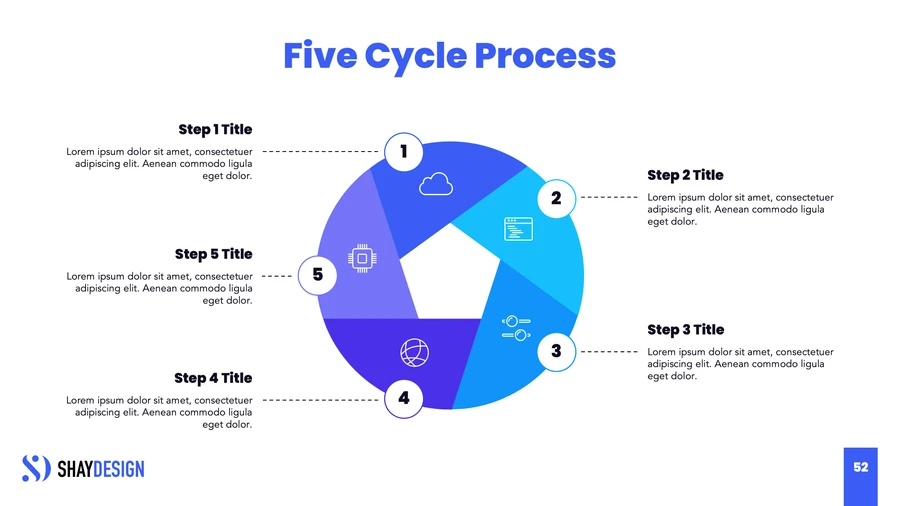 Five Cycle Process
Step 1 Title
Lorem ipsum dolor sit amet, consectetuer
adipiscing elit. Aenean commodo ligula
eget dolor.
1
2
Step 2 Title
Lorem ipsum dolor sit amet, consectetuer
adipiscing elit. Aenean commodo ligula
eget dolor.
Step 5 Title
Lorem ipsum dolor sit amet, consectetuer
adipiscing elit. Aenean commodo ligula
eget dolor.
5
3
Step 3 Title
Lorem ipsum dolor sit amet, consectetuer
adipiscing elit. Aenean commodo ligula
eget dolor.
Step 4 Title
Lorem ipsum dolor sit amet, consectetuer
adipiscing elit. Aenean commodo ligula
eget dolor.
4
SHAYDESIGN
52